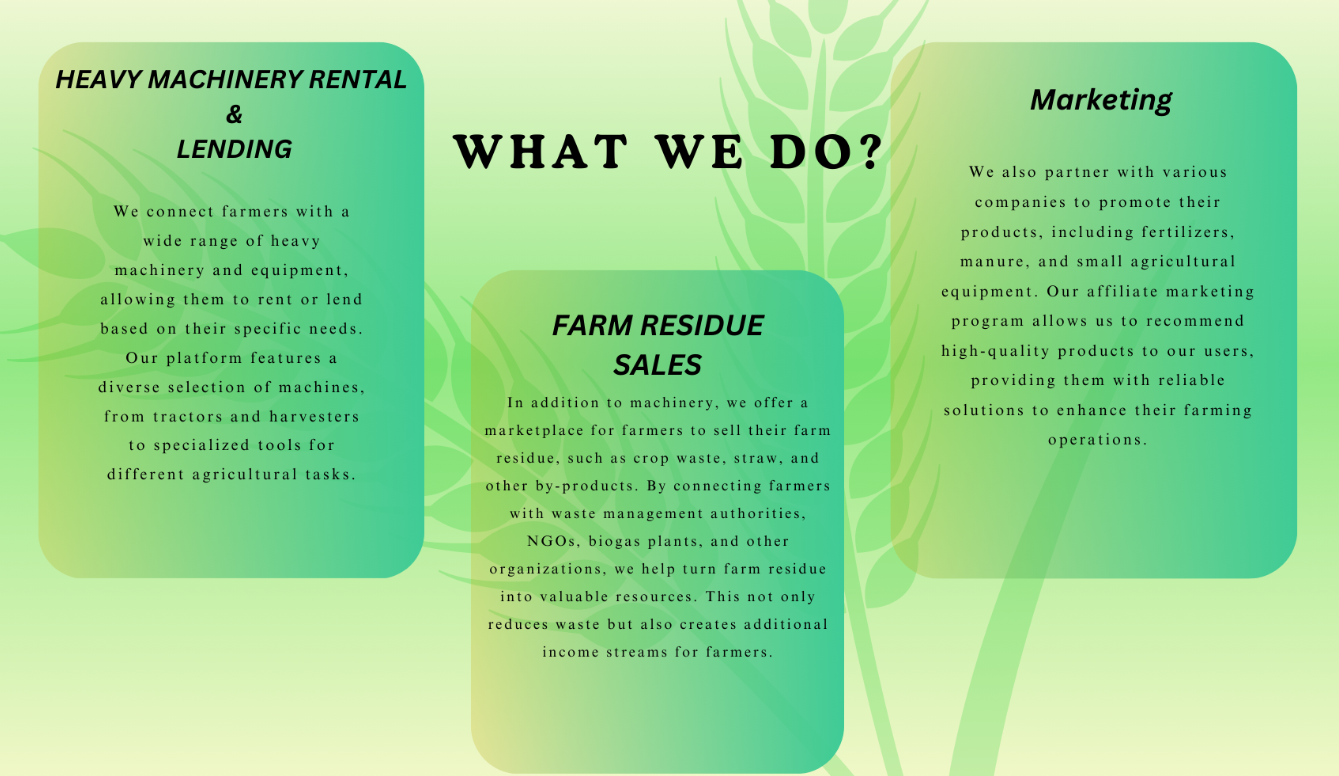 HEAVY MACHINERY RENTAL
&
LENDING
We connect farmers with a
wide range of heavy
machinery and equipment,
allowing them to rent or lend
based on their specific needs.
Our platform features a
diverse selection of machines,
from tractors and harvesters
to specialized tools for
different agricultural tasks.
WHAT WE DO?
FARM RESIDUE
SALES
In addition to machinery, we offer a
marketplace for farmers to sell their farm
residue, such as crop waste, straw, and
other by-products. By connecting farmers
with waste management authorities,
NGOs, biogas plants, and other
organizations, we help turn farm residue
into valuable resources. This not only
reduces waste but also creates additional
income streams for farmers.
Marketing
We also partner with various
companies to promote their
products, including fertilizers,
manure, and small agricultural
equipment. Our affiliate marketing
program allows us to recommend
high-quality products to our users,
providing them with reliable
solutions to enhance their farming
operations.